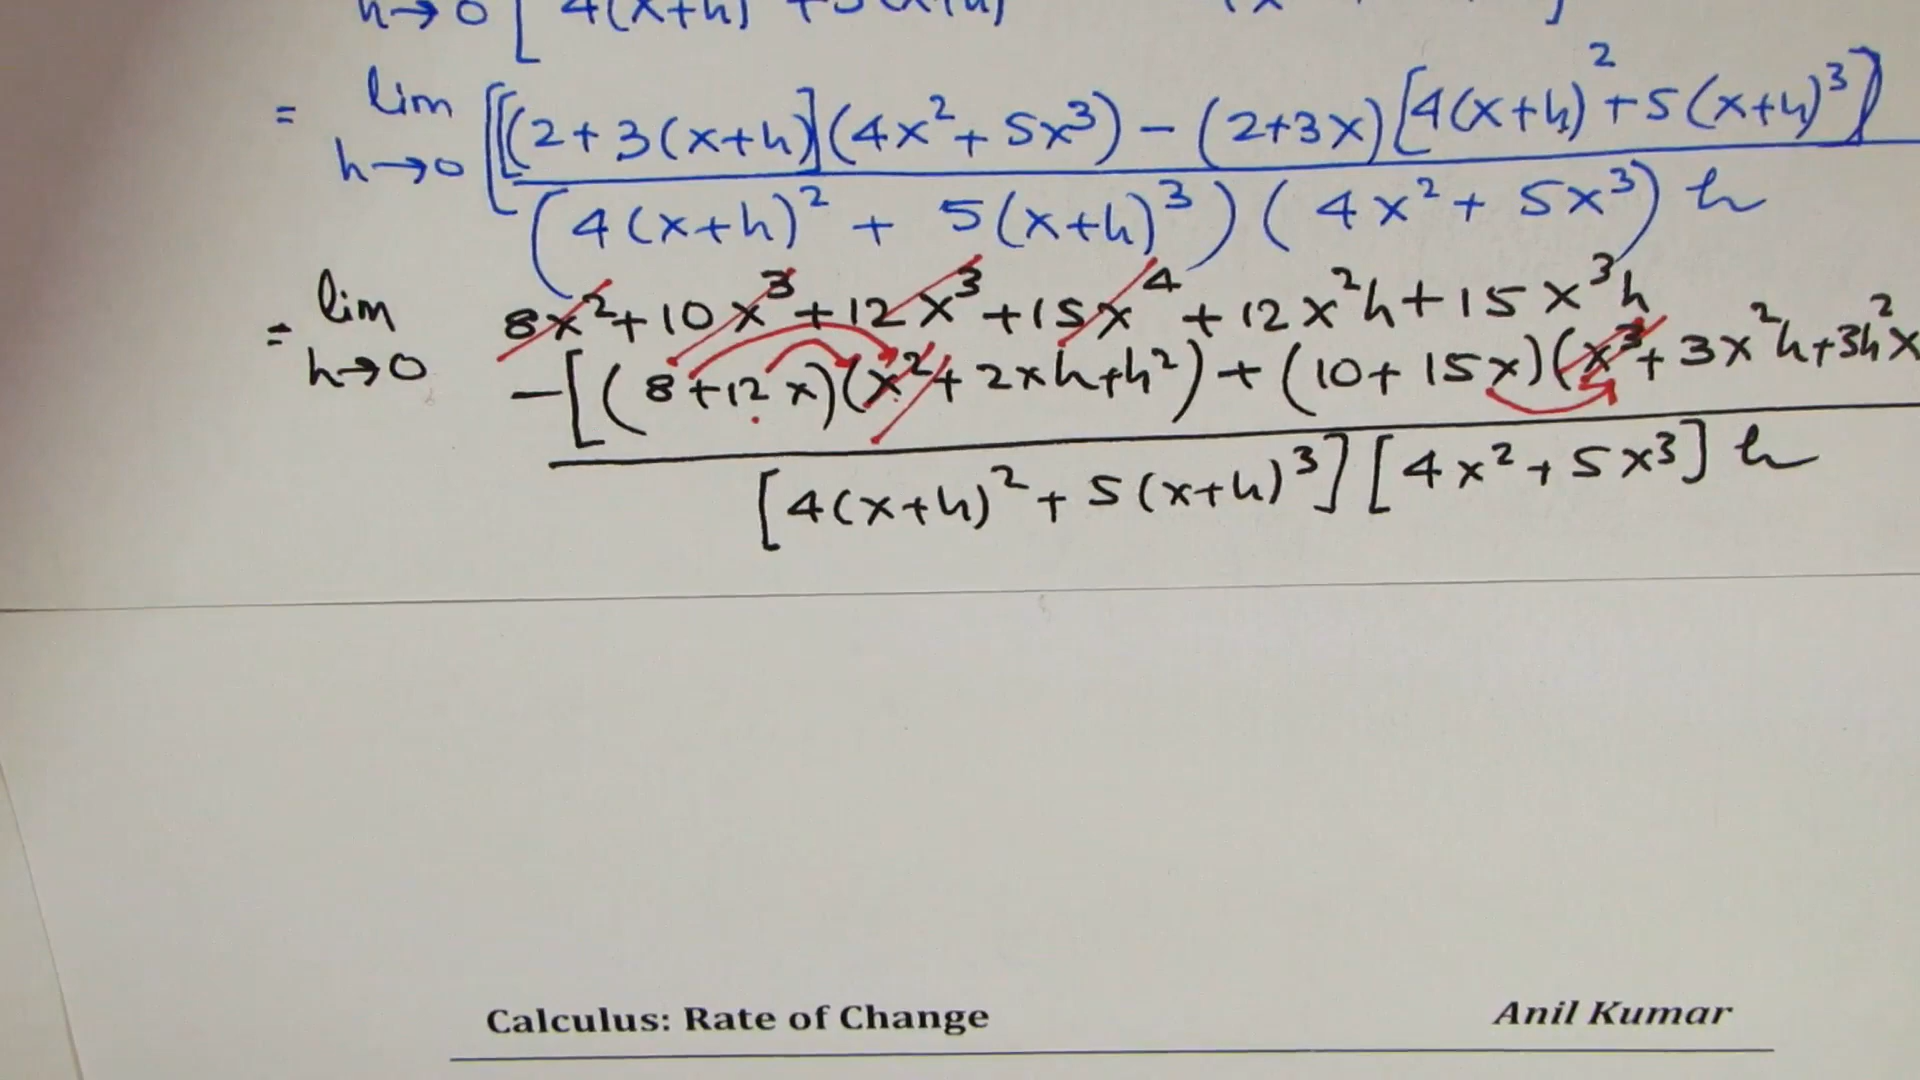 h→0 [ 4(x+h) +5(x+h)
= lim h→0 [[(2+3(x+h)](4x²+5x³) - (2+3x)[4(x+h)²+5(x+h)³]
(4(x+h)² + 5(x+h)³)(4x²+5x³)h
= lim h→0 8x²+10x³+12x³+15x⁴+12x²h+15x³h
-[(8+12x)(x²+2xh+h²)+(10+15x)(x³+3x²h+3h²x
[4(x+h)²+5(x+h)³][4x²+5x³]h
Calculus: Rate of Change
Anil Kumar